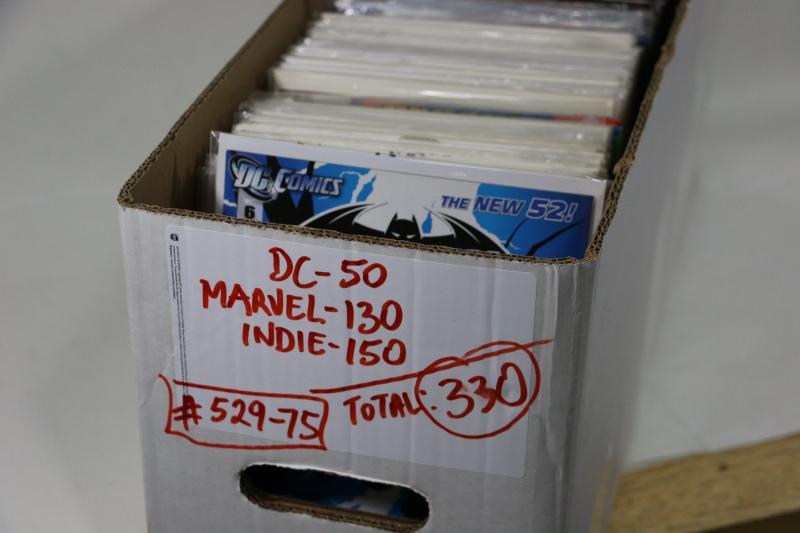 DC COMICS
THE NEW 52!
6
DC-50
MARVEL-130
INDIE-150
#529-75 TOTAL: 330